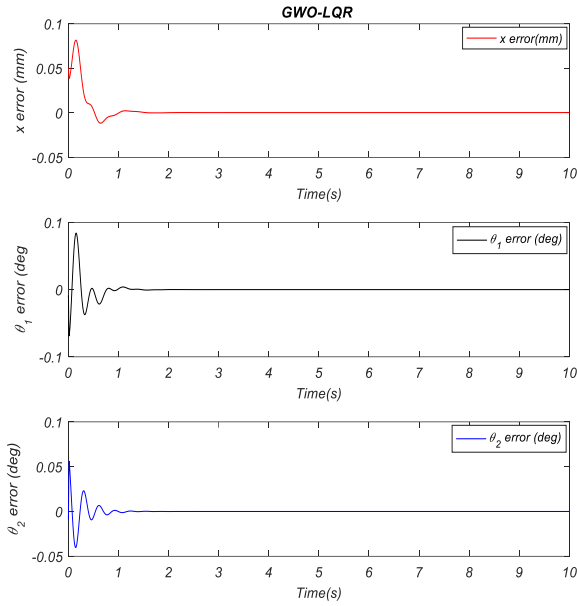 GWO-LQR
x error (mm)
0.1
0.05
0
-0.05
x error(mm)
0 1 2 3 4 5 6 7 8 9 10
Time(s)
θ1 error (deg
0.1
0
-0.1
θ1 error (deg)
0 1 2 3 4 5 6 7 8 9 10
Time(s)
θ2 error (deg)
0.1
0.05
0
-0.05
θ2 error (deg)
0 1 2 3 4 5 6 7 8 9 10
Time(s)